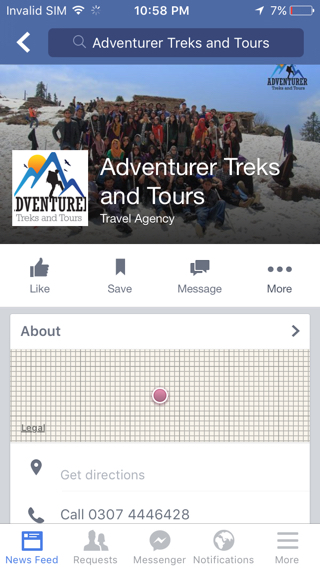 Invalid SIM 10:58 PM 7%
Adventurer Treks and Tours
ADVENTURER
Treks and Tours
Adventurer Treks
and Tours
Travel Agency
DVENTURE
Treks and Tours
Like Save Message More
About
Legal
Get directions
Call 0307 4446428
News Feed Requests Messenger Notifications More